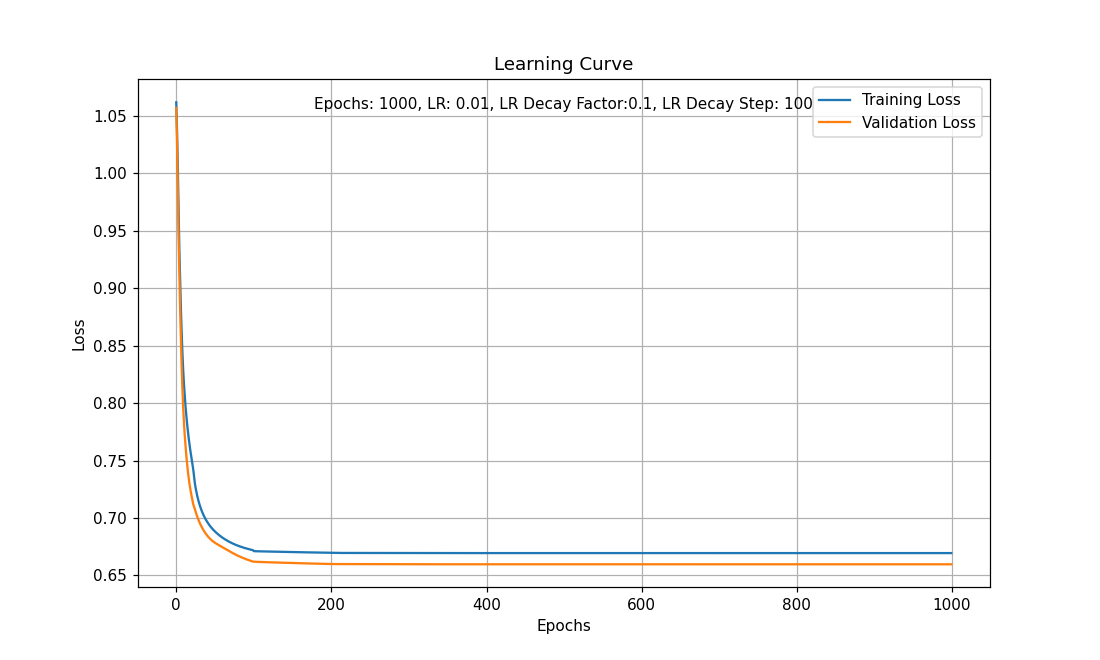 Learning Curve
Epochs: 1000, LR: 0.01, LR Decay Factor:0.1, LR Decay Step: 100
Training Loss
Validation Loss
1.05
1.00
0.95
0.90
0.85
0.80
0.75
0.70
0.65
Loss
0
200
400
600
800
1000
Epochs